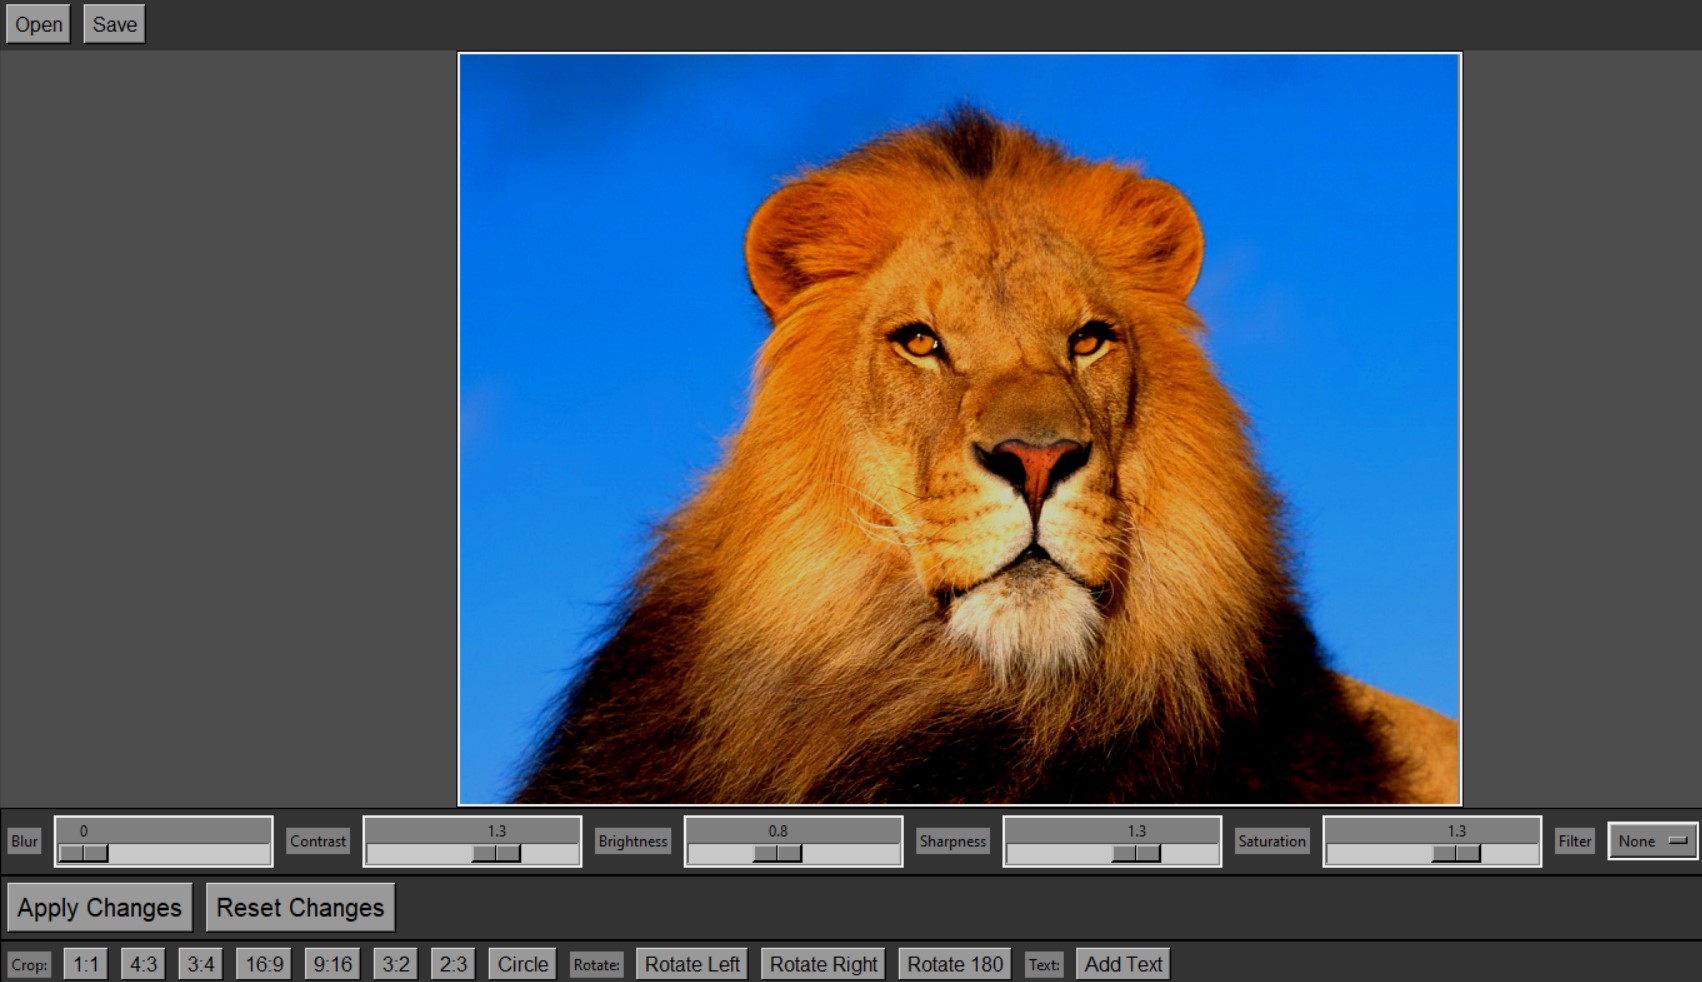 Open Save
0 1.3 0.8 1.3 1.3
Blur Contrast Brightness Sharpness Saturation Filter None
Apply Changes Reset Changes
Crop: 1:1 4:3 3:4 16:9 9:16 3:2 2:3 Circle Rotate: Rotate Left Rotate Right Rotate 180 Text: Add Text